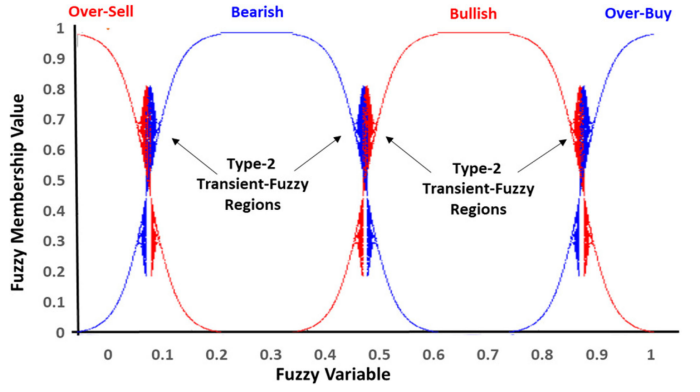 Over-Sell Bearish Bullish Over-Buy
1
0.9
0.8
0.7
0.6
0.5
0.4
0.3
0.2
0.1
0
Fuzzy Membership Value
Type-2
Transient-Fuzzy
Regions
Type-2
Transient-Fuzzy
Regions
0 0.1 0.2 0.3 0.4 0.5 0.6 0.7 0.8 0.9 1
Fuzzy Variable